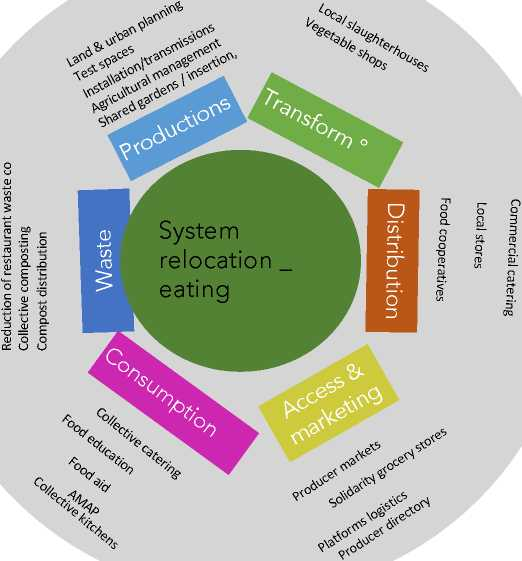 Land & urban planning
Test spaces
Installation/transmissions
Agricultural management
Shared gardens / insertion,
Productions
Local slaughterhouses
Vegetable shops
Transform °
Distribution
Food cooperatives
Local stores
Commercial catering
System
relocation _
eating
Waste
Reduction of restaurant waste co
Collective composting
Compost distribution
Consumption
Collective catering
Food education
Food aid
AMAP
Collective kitchens
Access &
marketing
Producer markets
Solidarity grocery stores
Platforms logistics
Producer directory